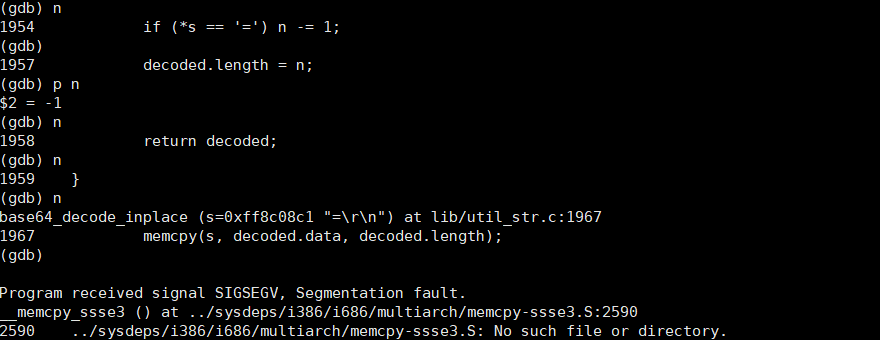 (gdb) n
1954            if (*s == '=') n -= 1;
(gdb)
1957            decoded.length = n;
(gdb) p n
$2 = -1
(gdb) n
1958            return decoded;
(gdb) n
1959    }
(gdb) n
base64_decode_inplace (s=0xff8c08c1 "=\r\n") at lib/util_str.c:1967
1967            memcpy(s, decoded.data, decoded.length);
(gdb)
Program received signal SIGSEGV, Segmentation fault.
__memcpy_ssse3 () at ../sysdeps/i386/i686/multiarch/memcpy-ssse3.S:2590
2590    ../sysdeps/i386/i686/multiarch/memcpy-ssse3.S: No such file or directory.